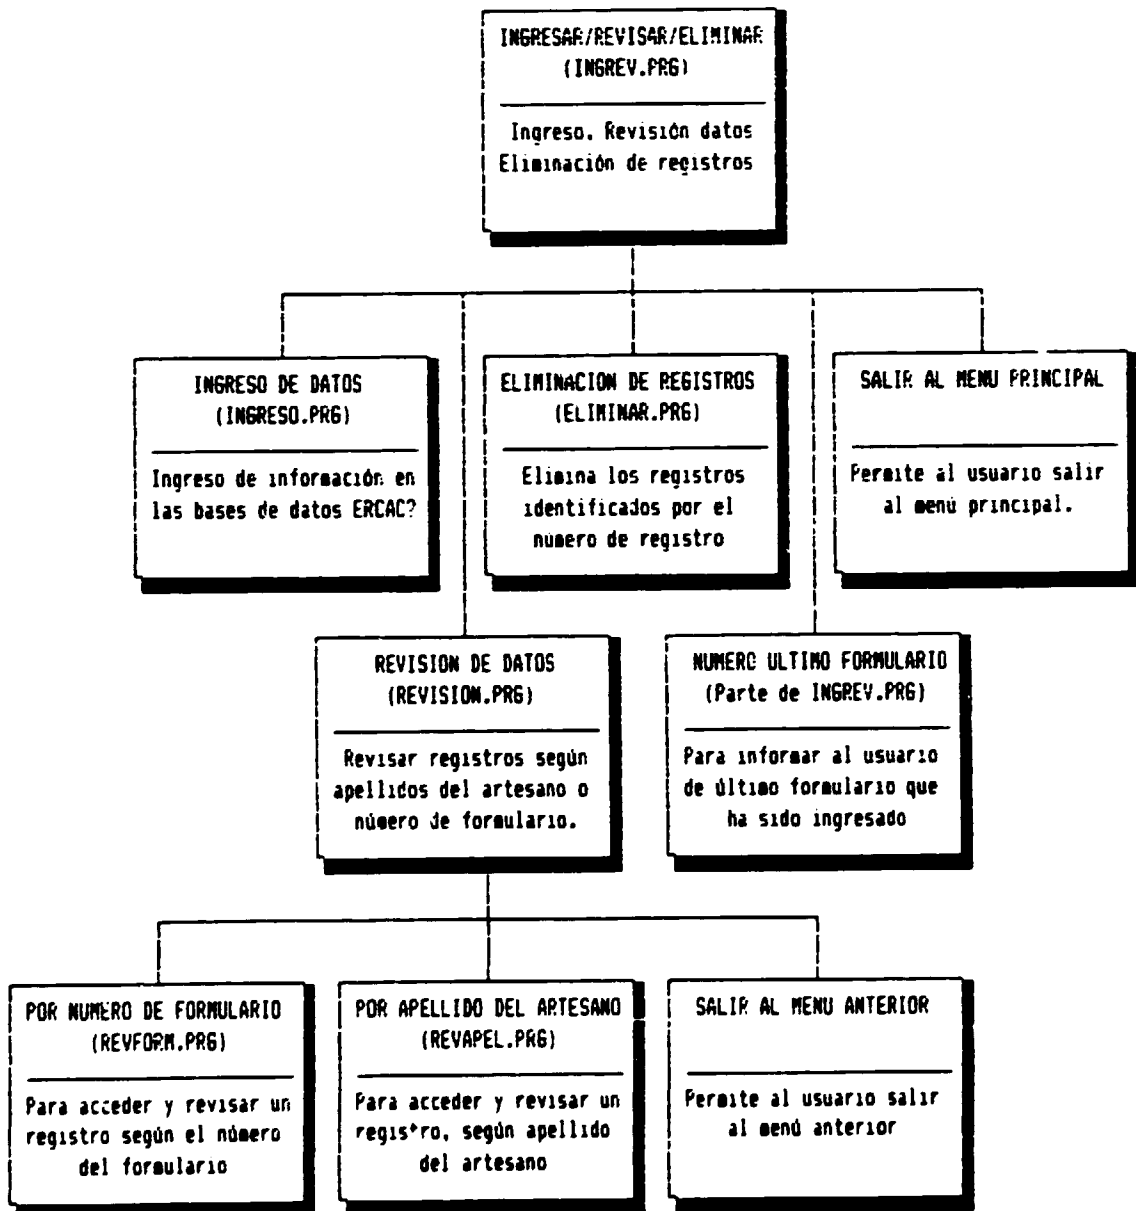 INGRESAR/REVISAR/ELIMINAR
(INGREV.PRG)
Ingreso. Revisión datos
Eliminación de registros
INGRESO DE DATOS
(INGRESO.PRG)
Ingreso de información en
las bases de datos ERCAC?
ELIMINACION DE REGISTROS
(ELIMINAR.PRG)
Elimina los registros
identificados por el
número de registro
SALIR AL MENU PRINCIPAL
Permite al usuario salir
al menú principal.
REVISION DE DATOS
(REVISION.PRG)
Revisar registros según
apellidos del artesano o
número de formulario.
NUMERO ULTIMO FORMULARIO
(Parte de INGREV.PRG)
Para informar al usuario
de último formulario que
ha sido ingresado
POR NUMERO DE FORMULARIO
(REVFORM.PRG)
Para acceder y revisar un
registro según el número
del formulario
POR APELLIDO DEL ARTESANO
(REVAPEL.PRG)
Para acceder y revisar un
registro, según apellido
del artesano
SALIR AL MENU ANTERIOR
Permite al usuario salir
al menú anterior